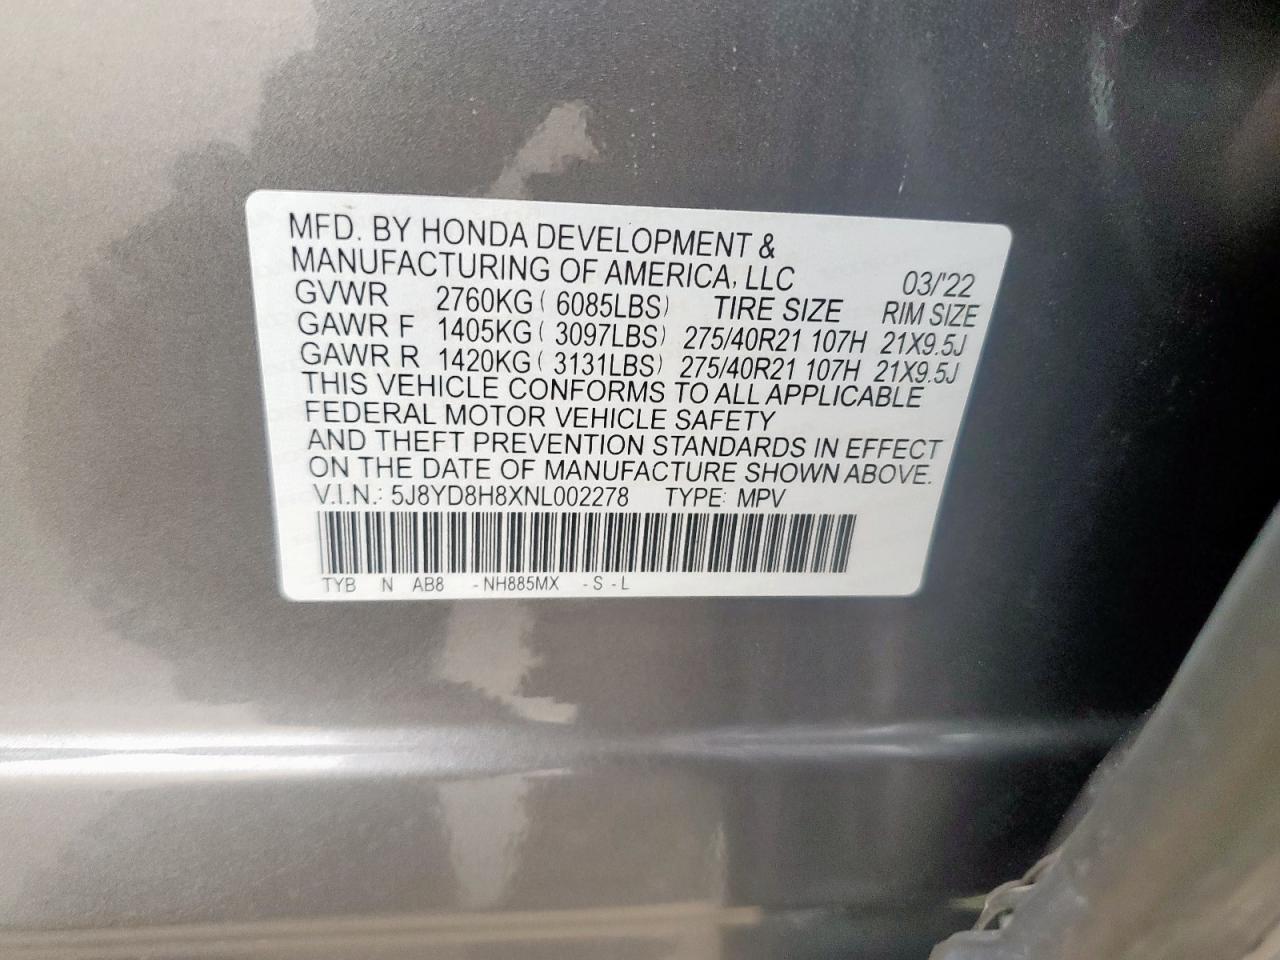 MFD. BY HONDA DEVELOPMENT &
MANUFACTURING OF AMERICA, LLC 03/'22
GVWR 2760KG ( 6085LBS) TIRE SIZE RIM SIZE
GAWR F 1405KG ( 3097LBS) 275/40R21 107H 21X9.5J
GAWR R 1420KG ( 3131LBS) 275/40R21 107H 21X9.5J
THIS VEHICLE CONFORMS TO ALL APPLICABLE
FEDERAL MOTOR VEHICLE SAFETY
AND THEFT PREVENTION STANDARDS IN EFFECT
ON THE DATE OF MANUFACTURE SHOWN ABOVE.
V.I.N.: 5J8YD8H8XNL002278 TYPE: MPV
TYB N AB8 -NH885MX -S -L